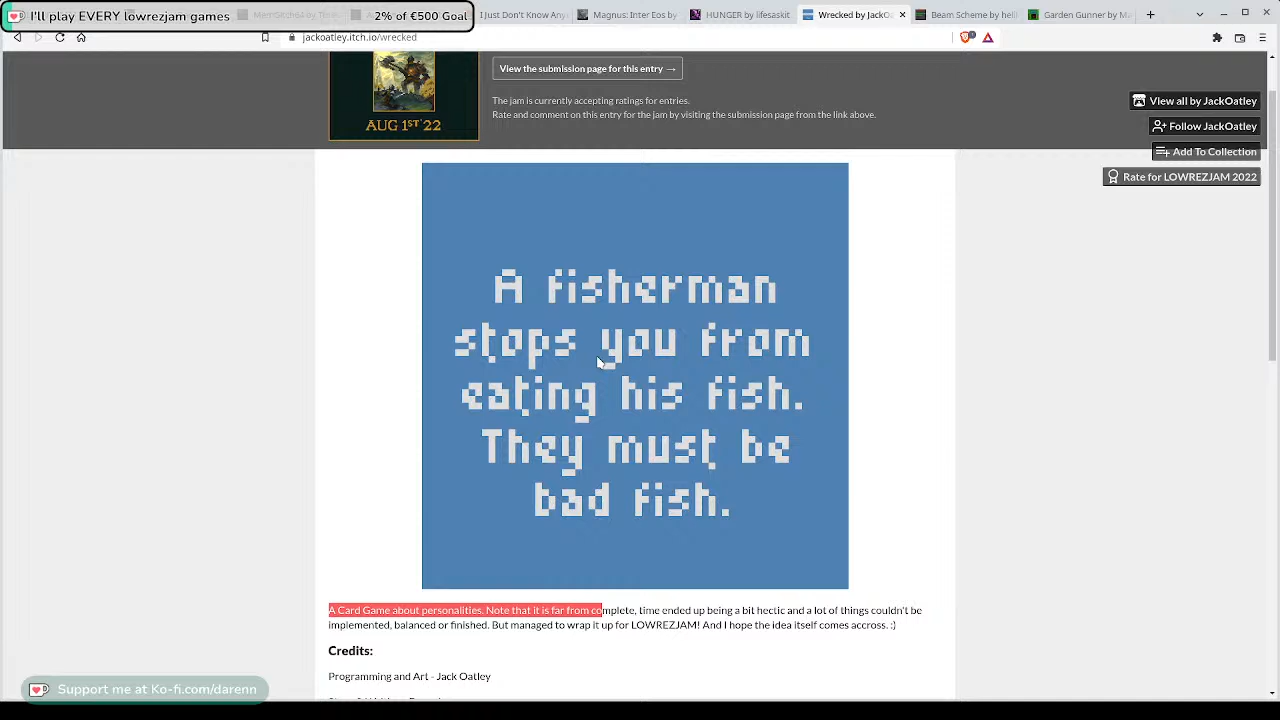 I'll play EVERY lowrezjam games
2% of €500 Goal
I Just Don't Know Any
Magnus: Inter Eos by
HUNGER by lifesaskit
Wrecked by JackO
Beam Scheme by helli
Garden Gunner by Ma
jackoatley.itch.io/wrecked
View the submission page for this entry →
The jam is currently accepting ratings for entries.
Rate and comment on this entry for the jam by visiting the submission page from the link above.
AUG 1ST 22
View all by JackOatley
Follow JackOatley
Add To Collection
Rate for LOWREZJAM 2022
A fisherman
stops you from
eating his fish.
They must be
bad fish.
A Card Game about personalities. Note that it is far from complete, time ended up being a bit hectic and a lot of things couldn't be
implemented, balanced or finished. But managed to wrap it up for LOWREZJAM! And I hope the idea itself comes accross. :)
Credits:
Programming and Art - Jack Oatley
Support me at Ko-fi.com/darenn